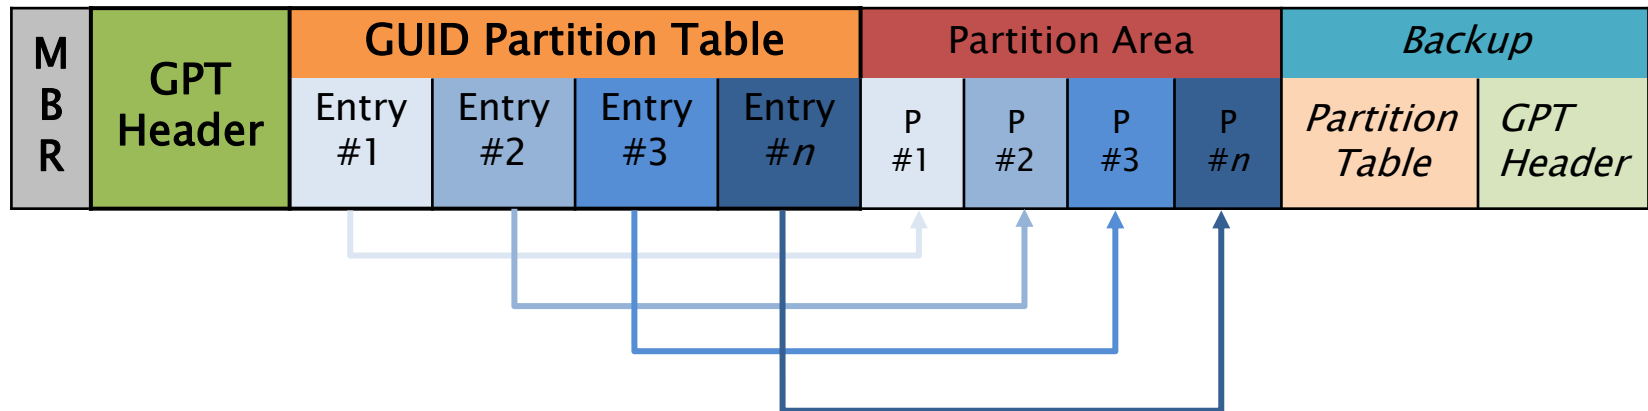 M
B
R
GPT
Header
GUID Partition Table
Entry
#1
Entry
#2
Entry
#3
Entry
#n
Partition Area
P
#1
P
#2
P
#3
P
#n
Backup
Partition
Table
GPT
Header